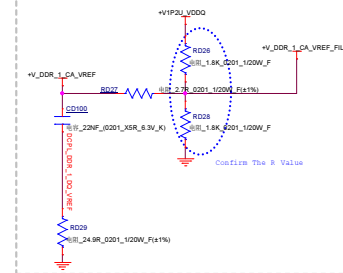 +V1P2U_VDDQ
RD26
电阻_1.8K_0201_1/20W_F
+V_DDR_1_CA_VREF_FIL
+V_DDR_1_CA_VREF
RD27
电阻_2.7R_0201_1/20W_F(±1%)
CD100
电容_22NF_(0201_X5R_6.3V_K)
RD28
电阻_1.8K_0201_1/20W_F
Confirm The R Value
DCPL_DDR_1_DQ_VREF
RD29
电阻_24.9R_0201_1/20W_F(±1%)